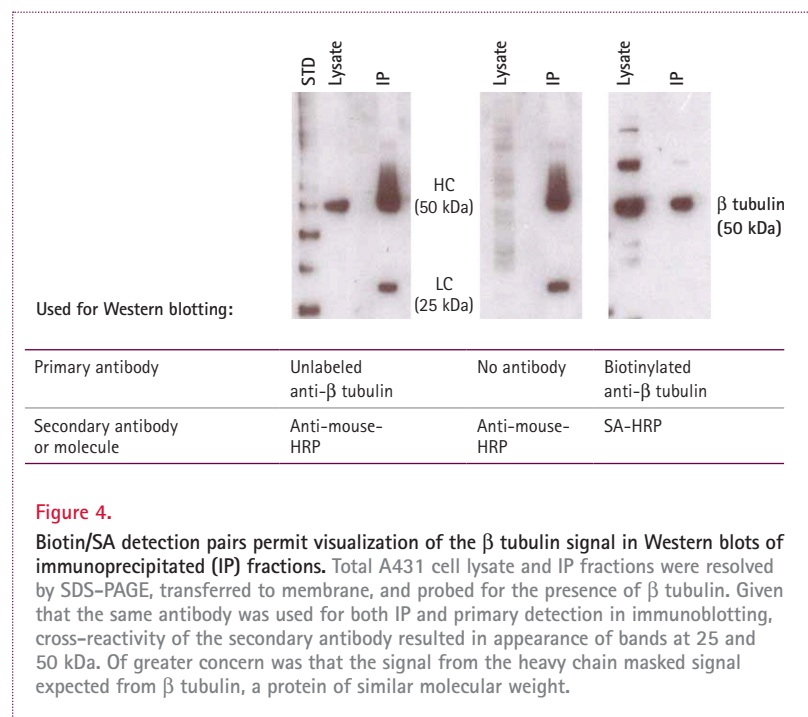 STD
Lysate
IP
Lysate
IP
Lysate
IP
HC
(50 kDa)
LC
(25 kDa)
β tubulin
(50 kDa)
Used for Western blotting:
Primary antibody
Unlabeled
anti-β tubulin
No antibody
Biotinylated
anti-β tubulin
Secondary antibody
or molecule
Anti-mouse-
HRP
Anti-mouse-
HRP
SA-HRP
Figure 4.
Biotin/SA detection pairs permit visualization of the β tubulin signal in Western blots of
immunoprecipitated (IP) fractions. Total A431 cell lysate and IP fractions were resolved
by SDS-PAGE, transferred to membrane, and probed for the presence of β tubulin. Given
that the same antibody was used for both IP and primary detection in immunoblotting,
cross-reactivity of the secondary antibody resulted in appearance of bands at 25 and
50 kDa. Of greater concern was that the signal from the heavy chain masked signal
expected from β tubulin, a protein of similar molecular weight.